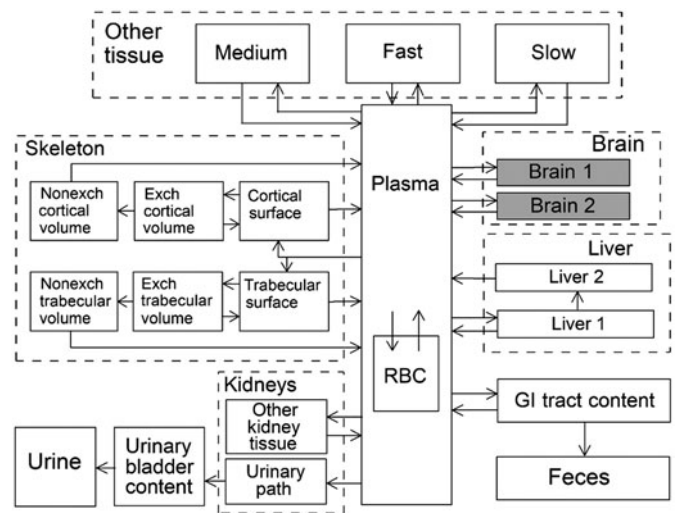 Other
tissue
Medium
Fast
Slow
Skeleton
Nonexch
cortical
volume
Exch
cortical
volume
Cortical
surface
Nonexch
trabecular
volume
Exch
trabecular
volume
Trabecular
surface
Plasma
RBC
Brain
Brain 1
Brain 2
Liver
Liver 2
Liver 1
Kidneys
Other
kidney
tissue
Urinary
path
Urinary
bladder
content
Urine
GI tract content
Feces